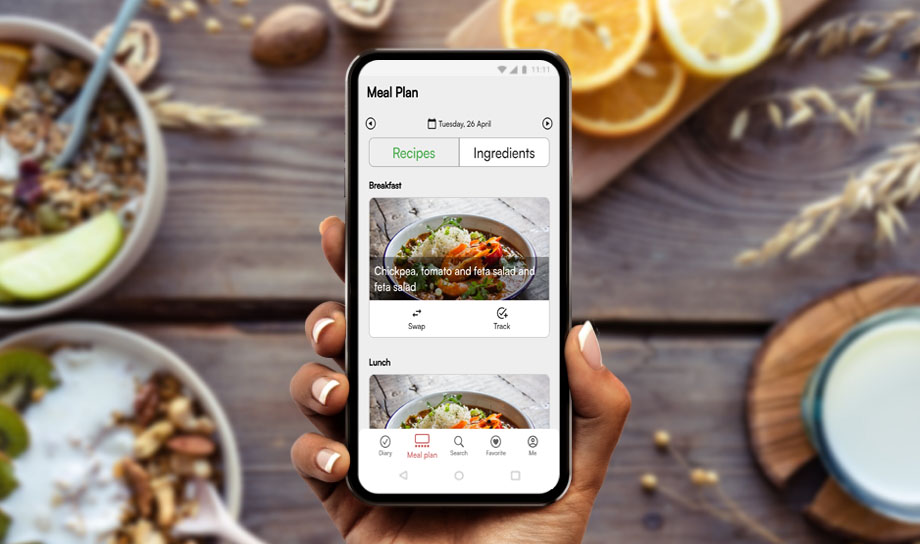 11:11
Meal Plan
Tuesday, 26 April
Recipes
Ingredients
Breakfast
Chickpea, tomato and feta salad and
feta salad
Swap
Track
Lunch
Diary
Meal plan
Search
Favorite
Me